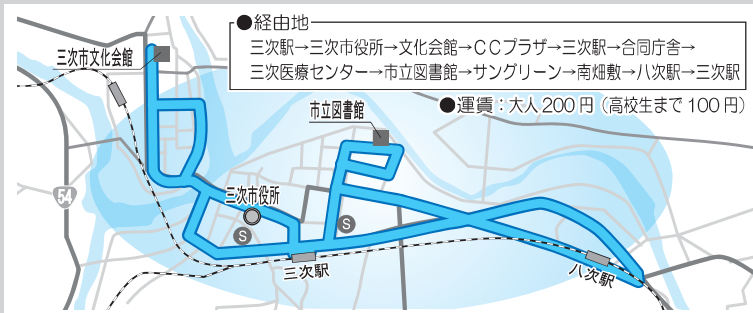 ●経由地
三次駅→三次市役所→文化会館→CCプラザ→三次駅→合同庁舎→
三次医療センター→市立図書館→サングリーン→南畑敷→八次駅→三次駅
●運賃：大人200円（高校生まで100円）
三次市文化会館
市立図書館
54
三次市役所
S
S
三次駅
八次駅